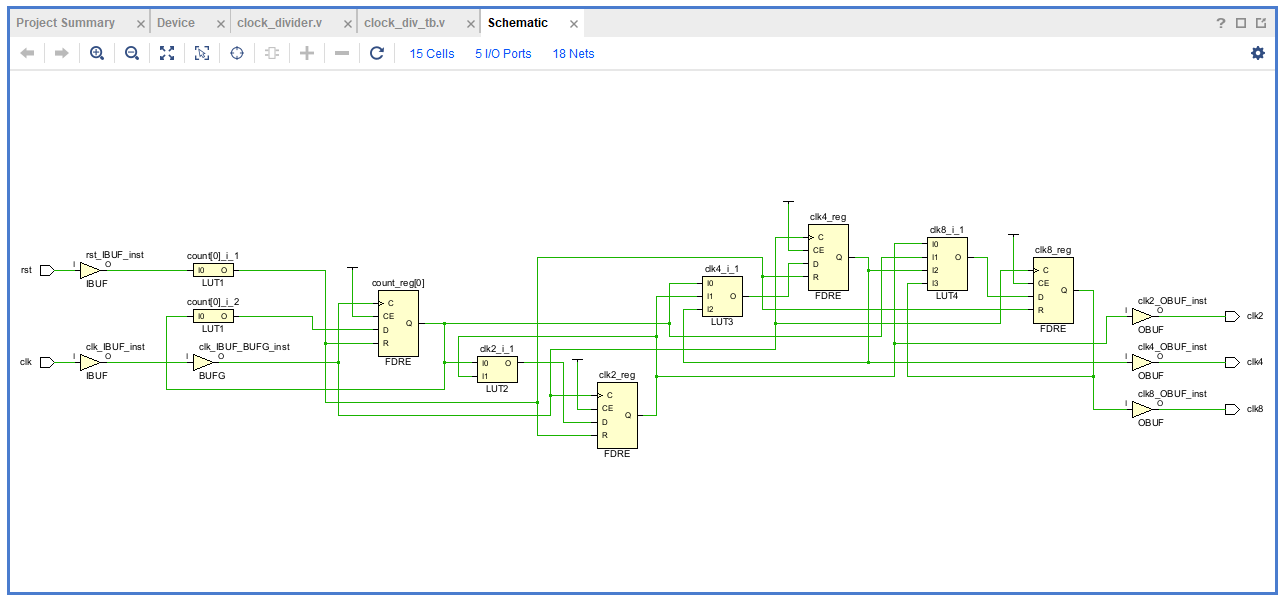 Project Summary × Device × clock_divider.v × clock_div_tb.v × Schematic × ?
15 Cells 5 I/O Ports 18 Nets
rst
I
rst_IBUF_inst
O
IBUF
count[0]_i_1
I0 O
LUT1
count[0]_i_2
I0 O
LUT1
clk
I
clk_IBUF_inst
O
IBUF
clk_IBUF_BUFG_inst
I O
BUFG
count_reg[0]
C
CE
D
R
Q
FDRE
clk2_i_1
I0
I1
O
LUT2
clk2_reg
C
CE
D
R
Q
FDRE
clk4_i_1
I0
I1
I2
O
LUT3
clk4_reg
C
CE
D
R
Q
FDRE
clk8_i_1
I0
I1
I2
I3
O
LUT4
clk8_reg
C
CE
D
R
Q
FDRE
clk2_OBUF_inst
I O
OBUF
clk2
clk4_OBUF_inst
I O
OBUF
clk4
clk8_OBUF_inst
I O
OBUF
clk8